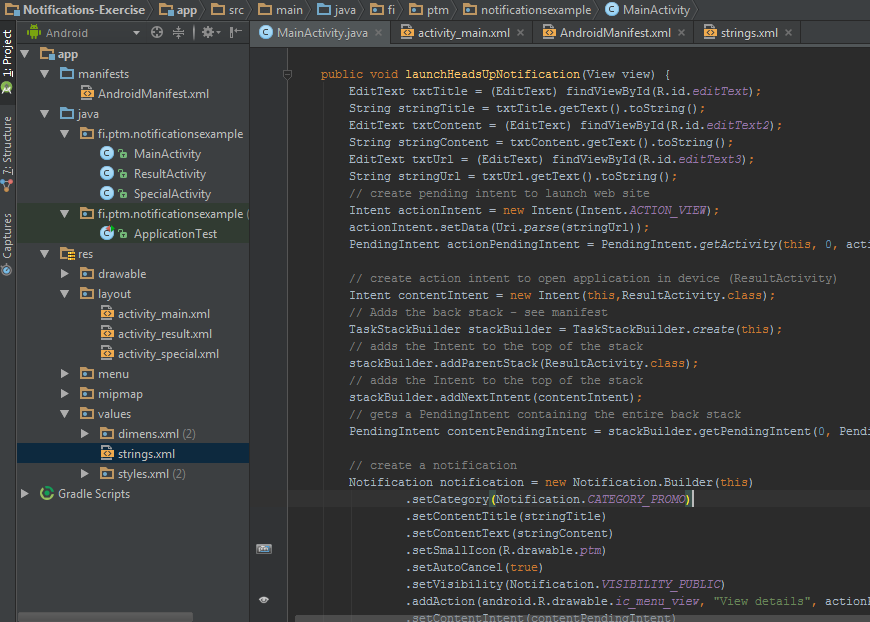 Notifications-Exercise app src main java fi ptm notificationsexample MainActivity
Android
MainActivity.java activity_main.xml AndroidManifest.xml strings.xml
1: Project
7: Structure
Captures
app
manifests
AndroidManifest.xml
java
fi.ptm.notificationsexample
MainActivity
ResultActivity
SpecialActivity
fi.ptm.notificationsexample (
ApplicationTest
res
drawable
layout
activity_main.xml
activity_result.xml
activity_special.xml
menu
mipmap
values
dimens.xml (2)
strings.xml
styles.xml (2)
Gradle Scripts
public void launchHeadsUpNotification(View view) {
EditText txtTitle = (EditText) findViewById(R.id.editText);
String stringTitle = txtTitle.getText().toString();
EditText txtContent = (EditText) findViewById(R.id.editText2);
String stringContent = txtContent.getText().toString();
EditText txtUrl = (EditText) findViewById(R.id.editText3);
String stringUrl = txtUrl.getText().toString();
// create pending intent to launch web site
Intent actionIntent = new Intent(Intent.ACTION_VIEW);
actionIntent.setData(Uri.parse(stringUrl));
PendingIntent actionPendingIntent = PendingIntent.getActivity(this, 0, acti
// create action intent to open application in device (ResultActivity)
Intent contentIntent = new Intent(this,ResultActivity.class);
// Adds the back stack - see manifest
TaskStackBuilder stackBuilder = TaskStackBuilder.create(this);
// adds the Intent to the top of the stack
stackBuilder.addParentStack(ResultActivity.class);
// adds the Intent to the top of the stack
stackBuilder.addNextIntent(contentIntent);
// gets a PendingIntent containing the entire back stack
PendingIntent contentPendingIntent = stackBuilder.getPendingIntent(0, Pendi
// create a notification
Notification notification = new Notification.Builder(this)
.setCategory(Notification.CATEGORY_PROMO)
.setContentTitle(stringTitle)
.setContentText(stringContent)
.setSmallIcon(R.drawable.ptm)
.setAutoCancel(true)
.setVisibility(Notification.VISIBILITY_PUBLIC)
.addAction(android.R.drawable.ic_menu_view, "View details", action
.setContentIntent(contentPendingIntent)